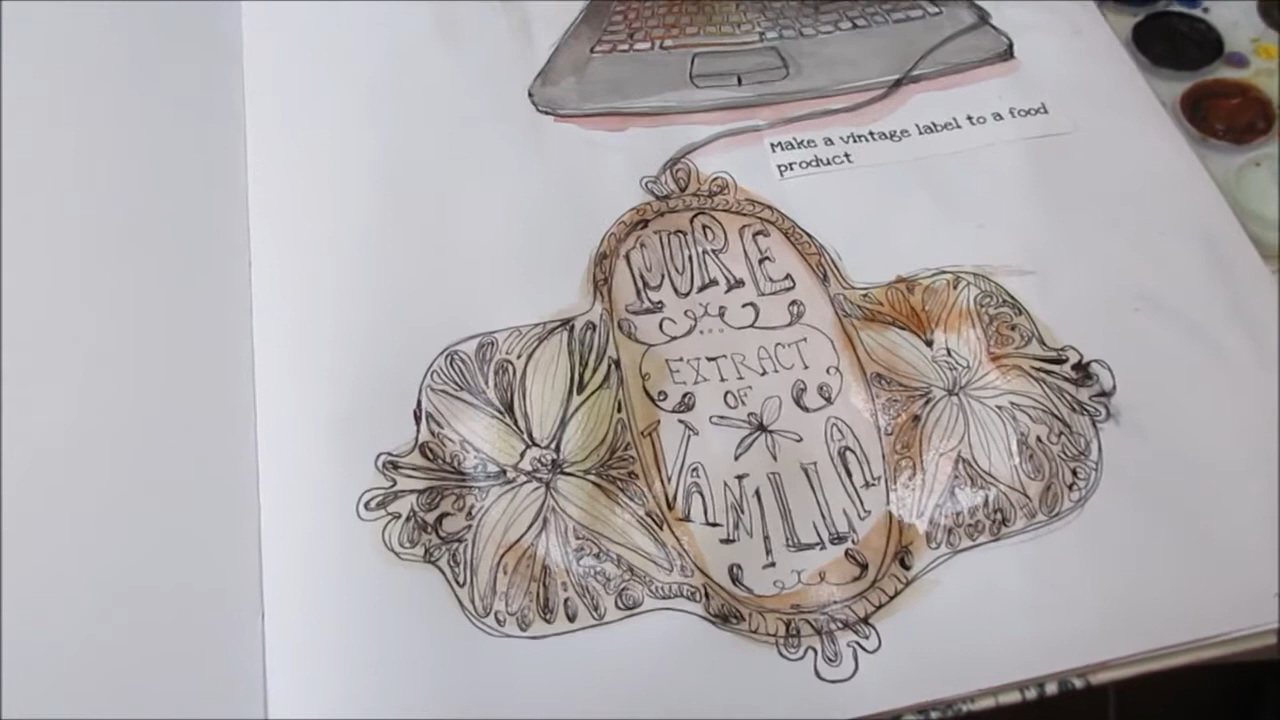 Make a vintage label to a food
product
PURE
EXTRACT
OF
VANILLA